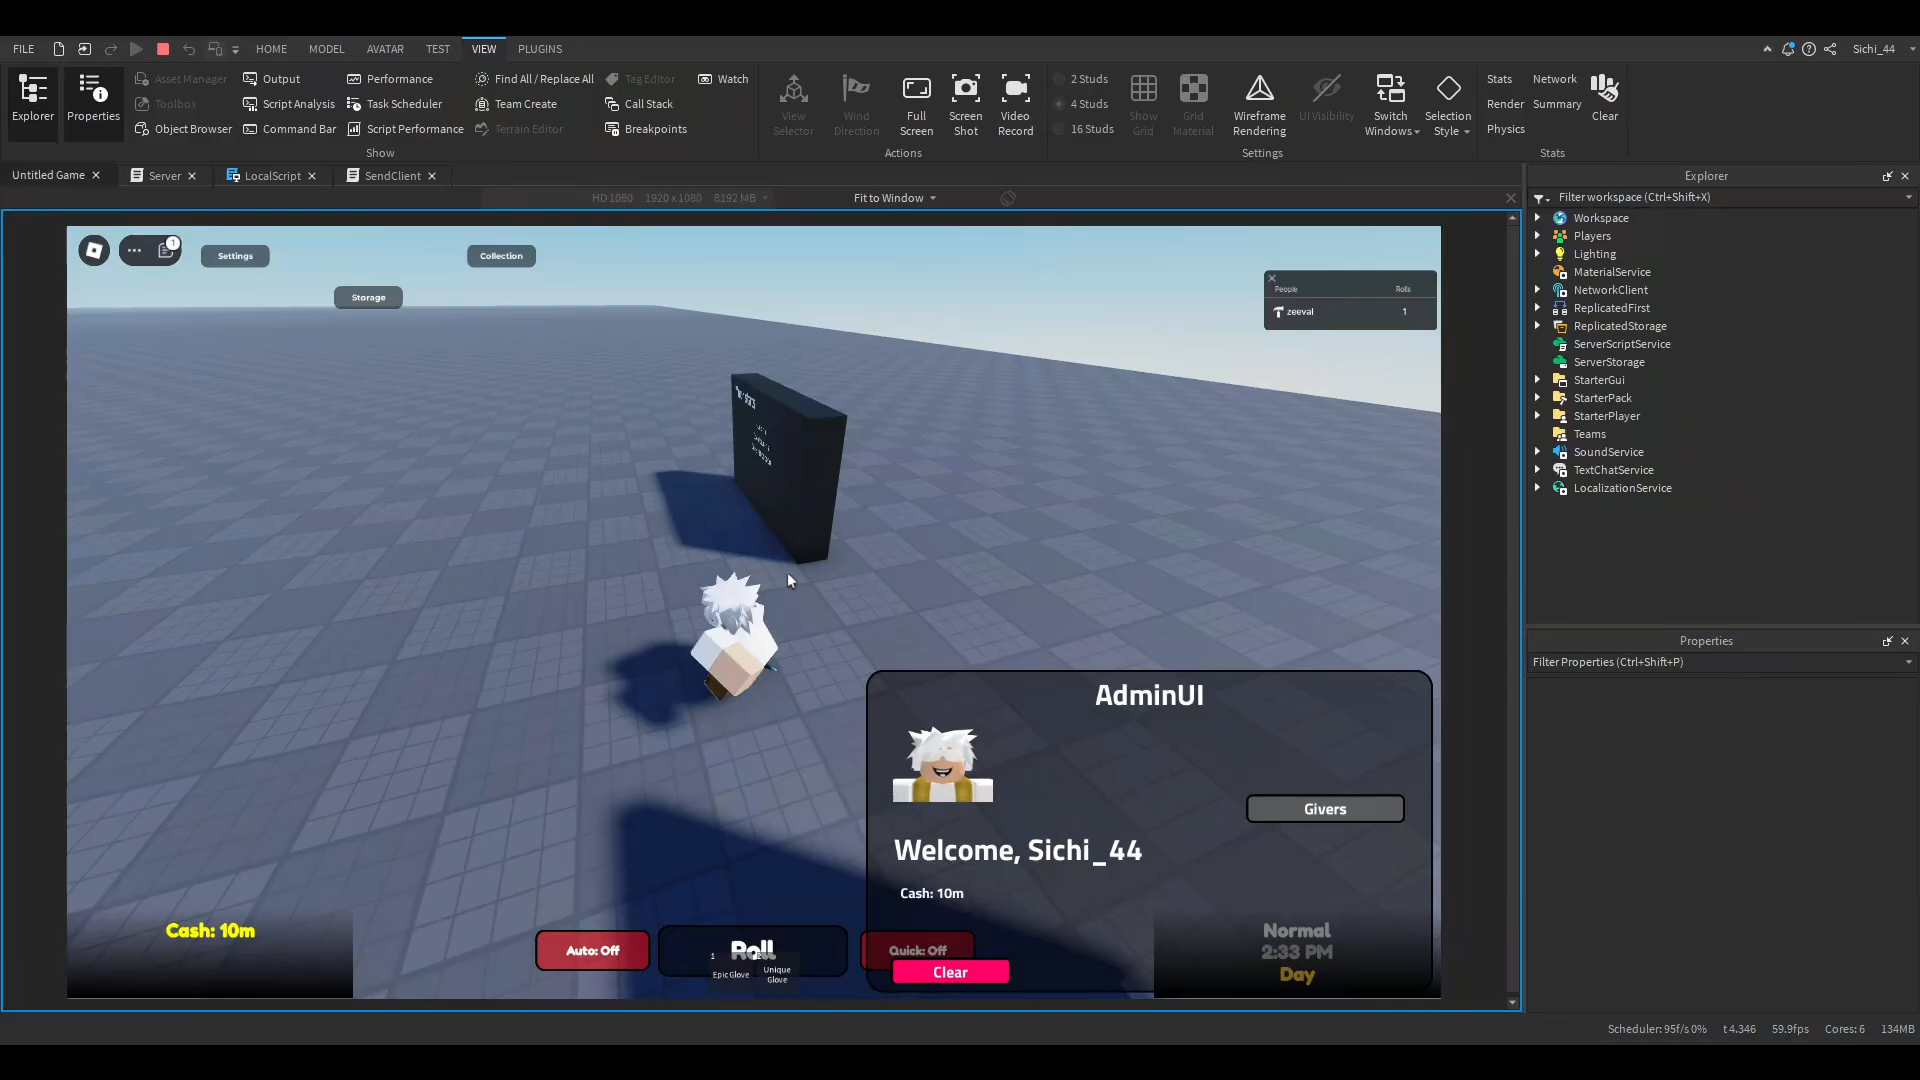 FILE HOME MODEL AVATAR TEST VIEW PLUGINS Sichi_44
Explorer
Properties
Asset Manager
Toolbox
Object Browser
Output
Script Analysis
Command Bar
Performance
Task Scheduler
Script Performance
Find All / Replace All
Team Create
Terrain Editor
Tag Editor
Call Stack
Breakpoints
Watch
Show
View
Selector
Wind
Direction
Full
Screen
Screen
Shot
Video
Record
Actions
2 Studs
4 Studs
16 Studs
Show
Grid
Grid
Material
Wireframe
Rendering
UI Visibility
Switch
Windows
Selection
Style
Settings
Stats
Render
Physics
Network
Summary
Clear
Stats
Untitled Game Server LocalScript SendClient
HD 1080 1920 x 1080 8192 MB Fit to Window
1
Settings
Collection
Storage
People Rolls
zeeval 1
AdminUI
Givers
Welcome, Sichi_44
Cash: 10m
Clear
Cash: 10m
Auto: Off
Roll
1 2
Epic Glove
Unique
Glove
Quick: Off
Normal
2:33 PM
Day
Explorer
Filter workspace (Ctrl+Shift+X)
Workspace
Players
Lighting
MaterialService
NetworkClient
ReplicatedFirst
ReplicatedStorage
ServerScriptService
ServerStorage
StarterGui
StarterPack
StarterPlayer
Teams
SoundService
TextChatService
LocalizationService
Properties
Filter Properties (Ctrl+Shift+P)
Scheduler: 95f/s 0% t 4.346 59.9fps Cores: 6 134MB